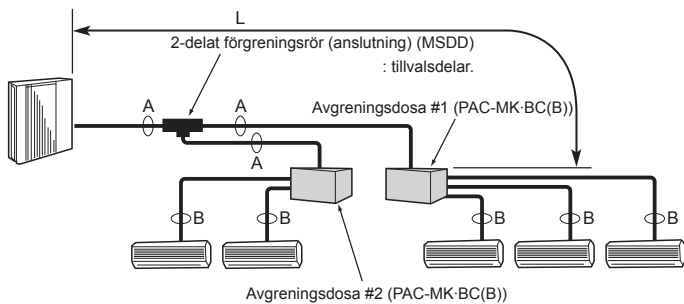 L
2-delat förgreningsrör (anslutning) (MSDD)
: tillvalsdelar.
A
A
Avgreningsdosa #1 (PAC-MK·BC(B))
A
B
B
B
B
B
Avgreningsdosa #2 (PAC-MK·BC(B))